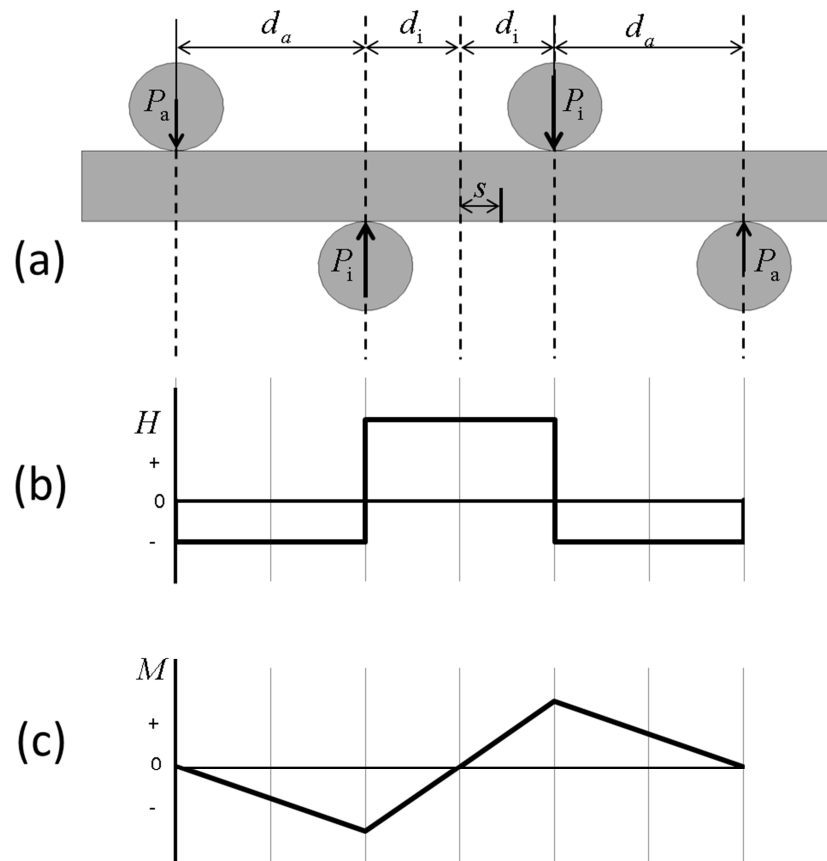 d_a d_i d_i d_a
P_a P_i
s
(a) P_i P_a
H
+
(b) 0
-
M
+
(c) 0
-